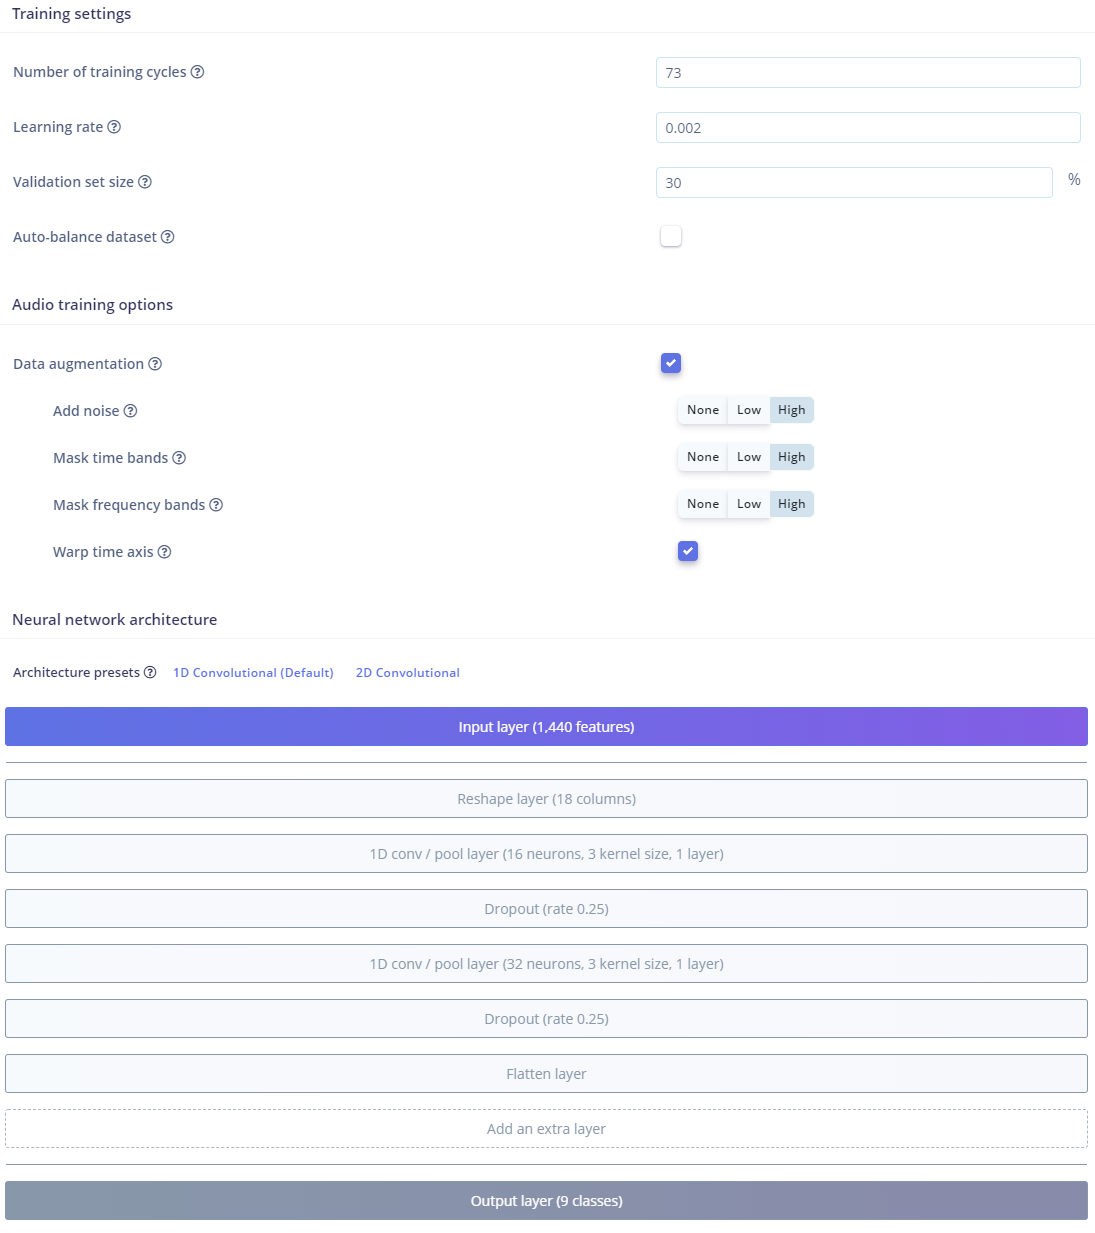 Training settings
Number of training cycles
73
Learning rate
0.002
Validation set size
30 %
Auto-balance dataset
Audio training options
Data augmentation
Add noise
None Low High
Mask time bands
None Low High
Mask frequency bands
None Low High
Warp time axis
Neural network architecture
Architecture presets 1D Convolutional (Default) 2D Convolutional
Input layer (1,440 features)
Reshape layer (18 columns)
1D conv / pool layer (16 neurons, 3 kernel size, 1 layer)
Dropout (rate 0.25)
1D conv / pool layer (32 neurons, 3 kernel size, 1 layer)
Dropout (rate 0.25)
Flatten layer
Add an extra layer
Output layer (9 classes)